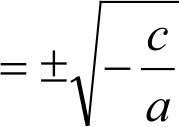 = ± √(−c/a)